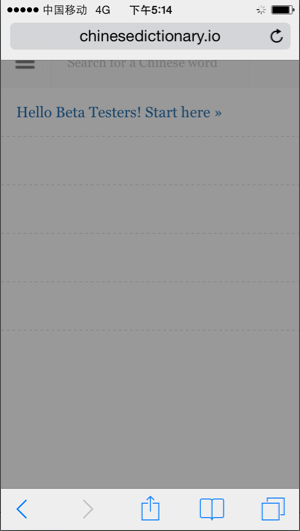 中国移动 4G 下午5:14
chinesedictionary.io
Search for a Chinese word
Hello Beta Testers! Start here »